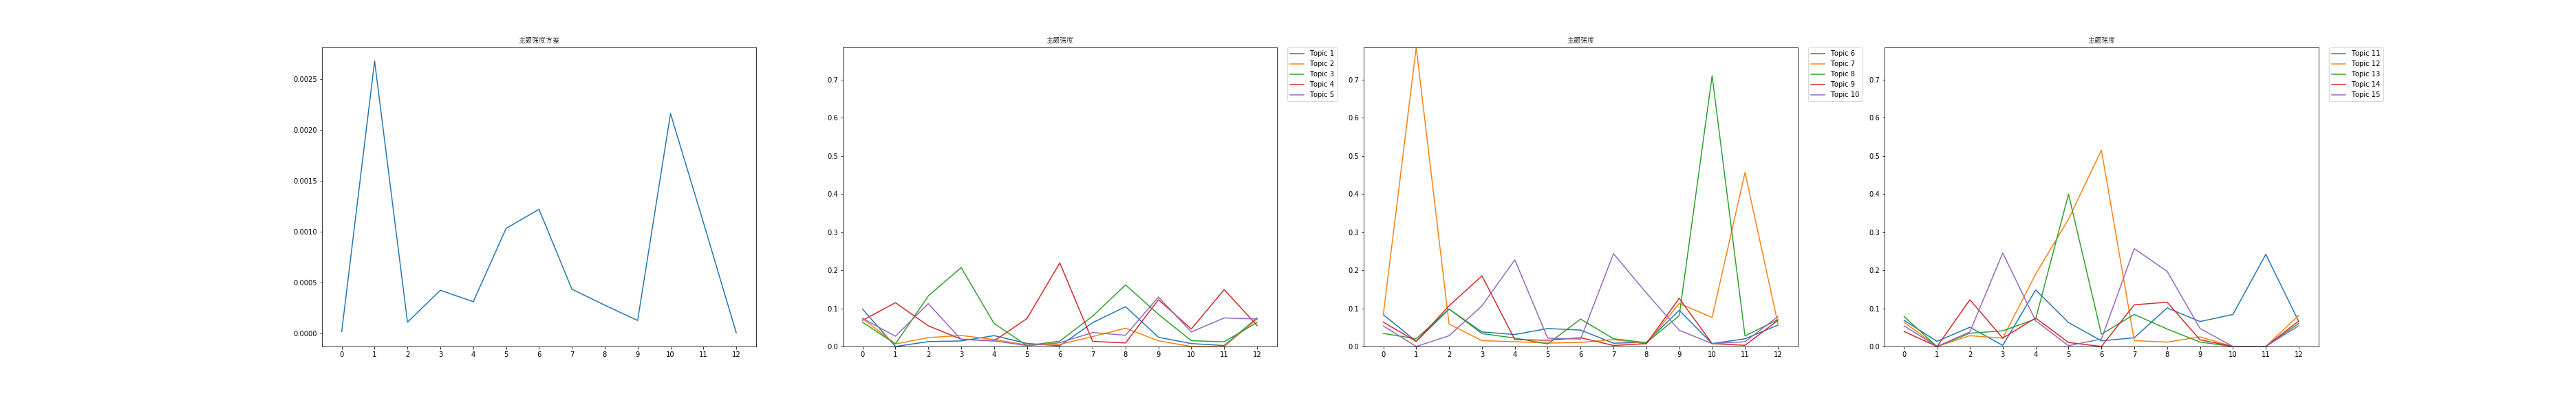 主题强度方差
0.0025
0.0020
0.0015
0.0010
0.0005
0.0000
0 1 2 3 4 5 6 7 8 9 10 11 12
主题强度
0.7
0.6
0.5
0.4
0.3
0.2
0.1
0.0
0 1 2 3 4 5 6 7 8 9 10 11 12
Topic 1
Topic 2
Topic 3
Topic 4
Topic 5
主题强度
0.7
0.6
0.5
0.4
0.3
0.2
0.1
0.0
0 1 2 3 4 5 6 7 8 9 10 11 12
Topic 6
Topic 7
Topic 8
Topic 9
Topic 10
主题强度
0.7
0.6
0.5
0.4
0.3
0.2
0.1
0.0
0 1 2 3 4 5 6 7 8 9 10 11 12
Topic 11
Topic 12
Topic 13
Topic 14
Topic 15